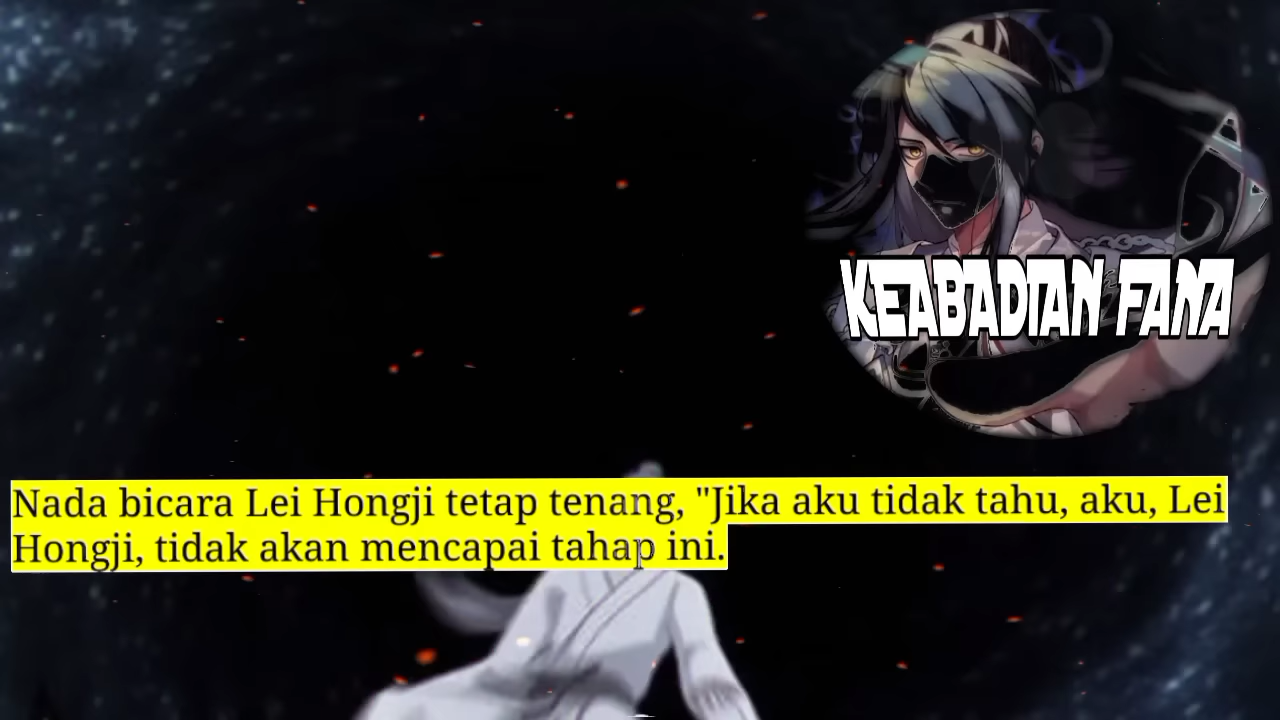 KEABADIAN FANA
Nada bicara Lei Hongji tetap tenang, "Jika aku tidak tahu, aku, Lei
Hongji, tidak akan mencapai tahap ini.